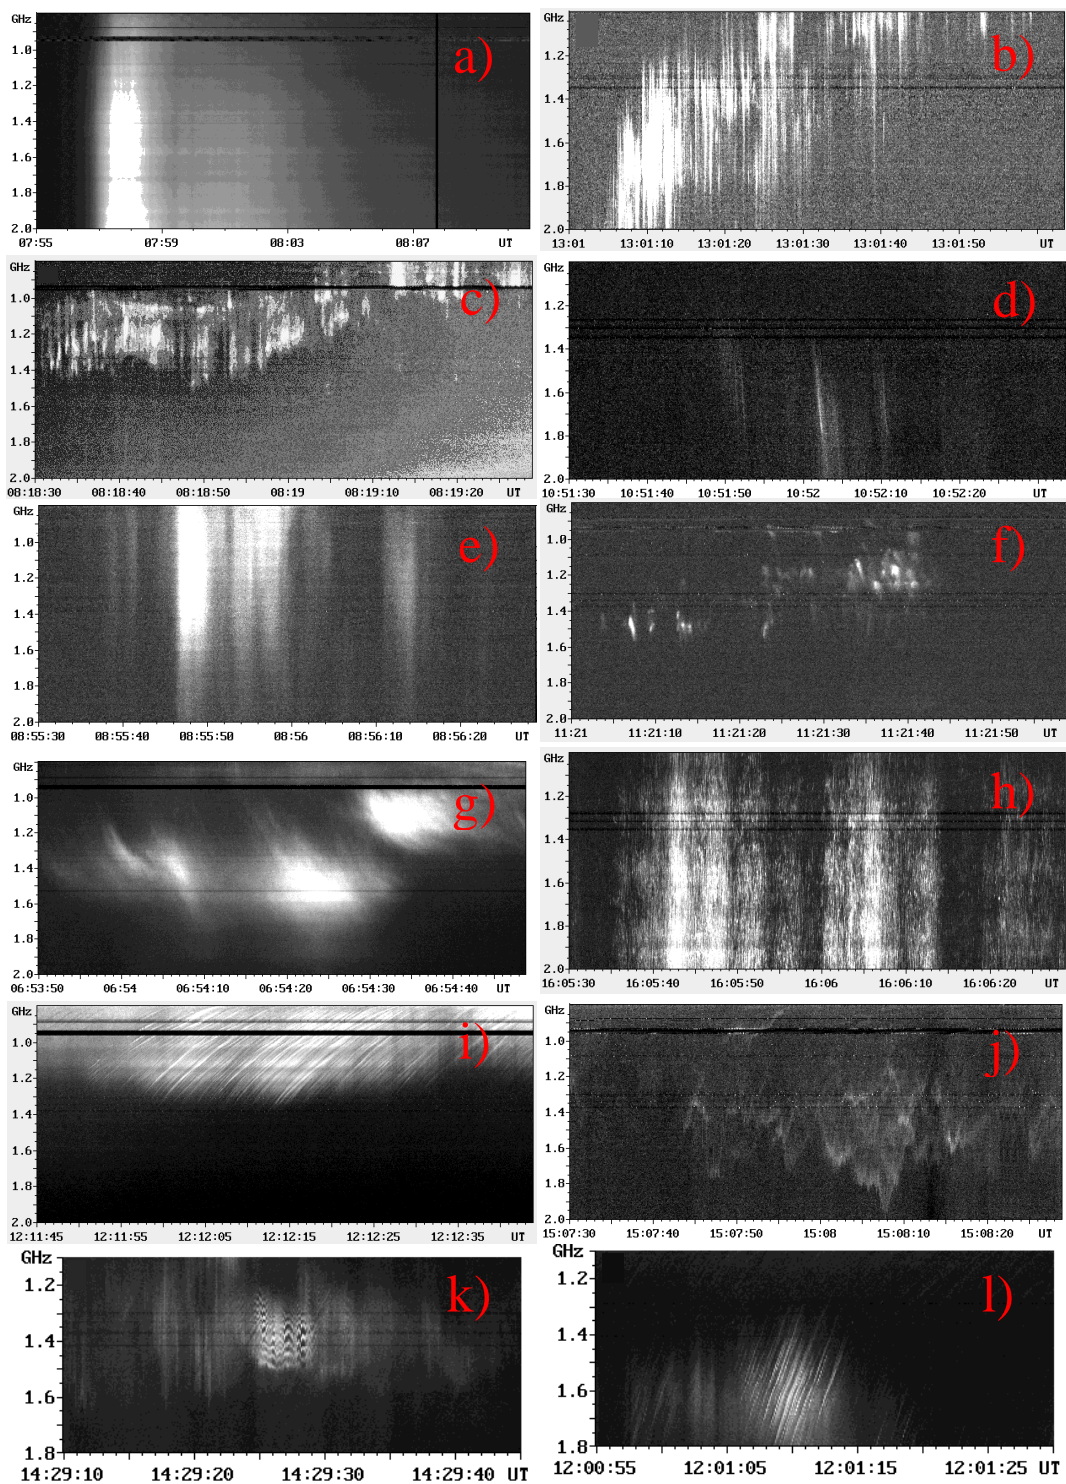 GHz
a)
1.0
1.2
1.4
1.6
1.8
2.0
07:55 07:59 08:03 08:07 UT
GHz
b)
1.0
1.2
1.4
1.6
1.8
2.0
13:01 13:01:10 13:01:20 13:01:30 13:01:40 13:01:50 UT
GHz
c)
1.0
1.2
1.4
1.6
1.8
2.0
08:18:30 08:18:40 08:18:50 08:19 08:19:10 08:19:20 UT
GHz
d)
1.2
1.4
1.6
1.8
2.0
10:51:30 10:51:40 10:51:50 10:52 10:52:10 10:52:20 UT
GHz
e)
1.0
1.2
1.4
1.6
1.8
2.0
08:55:30 08:55:40 08:55:50 08:56 08:56:10 08:56:20 UT
GHz
f)
1.0
1.2
1.4
1.6
1.8
2.0
11:21 11:21:10 11:21:20 11:21:30 11:21:40 11:21:50 UT
GHz
g)
1.0
1.2
1.4
1.6
1.8
2.0
06:53:50 06:54 06:54:10 06:54:20 06:54:30 06:54:40 UT
GHz
h)
1.2
1.4
1.6
1.8
2.0
16:05:30 16:05:40 16:05:50 16:06 16:06:10 16:06:20 UT
GHz
i)
1.0
1.2
1.4
1.6
1.8
2.0
12:11:45 12:11:55 12:12:05 12:12:15 12:12:25 12:12:35 UT
GHz
j)
1.0
1.2
1.4
1.6
1.8
2.0
15:07:30 15:07:40 15:07:50 15:08 15:08:10 15:08:20 UT
GHz
k)
1.2
1.4
1.6
1.8
14:29:10 14:29:20 14:29:30 14:29:40 UT
GHz
l)
1.2
1.4
1.6
1.8
12:00:55 12:01:05 12:01:15 12:01:25 UT